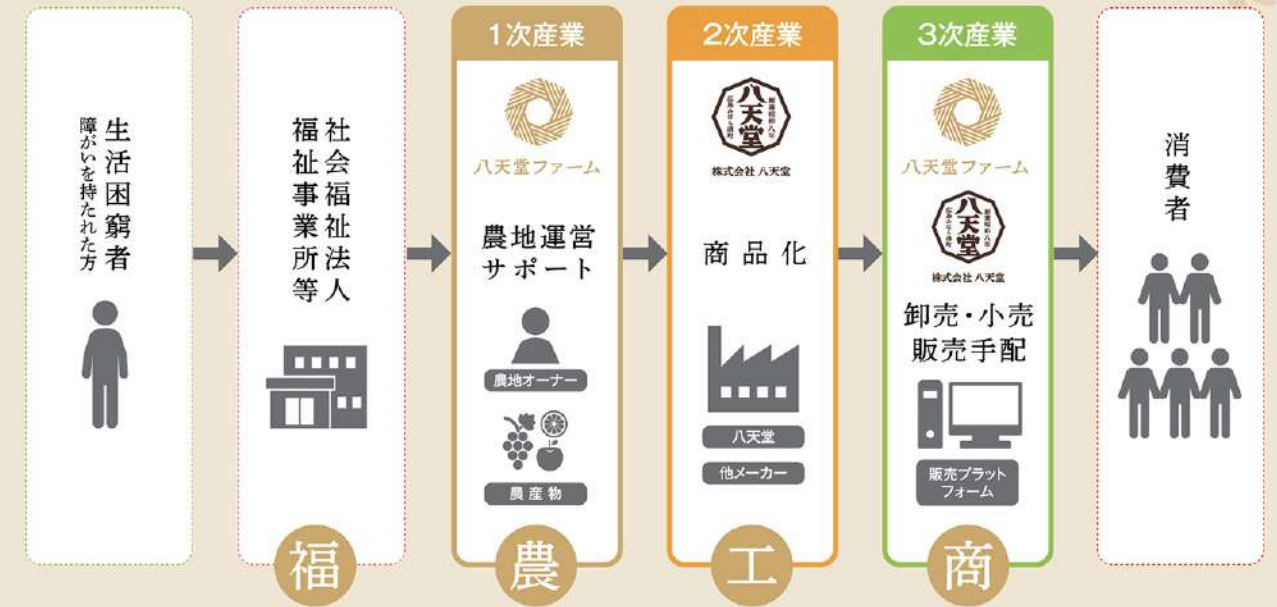 生活困窮者
障がいを持たれた方
社会福祉法人
福祉事業所等
福
1次産業
八天堂ファーム
農地運営
サポート
農地オーナー
農産物
農
2次産業
八天堂
株式会社 八天堂
商品化
八天堂
他メーカー
工
3次産業
八天堂ファーム
八天堂
株式会社 八天堂
卸売・小売
販売手配
販売プラット
フォーム
商
消費者